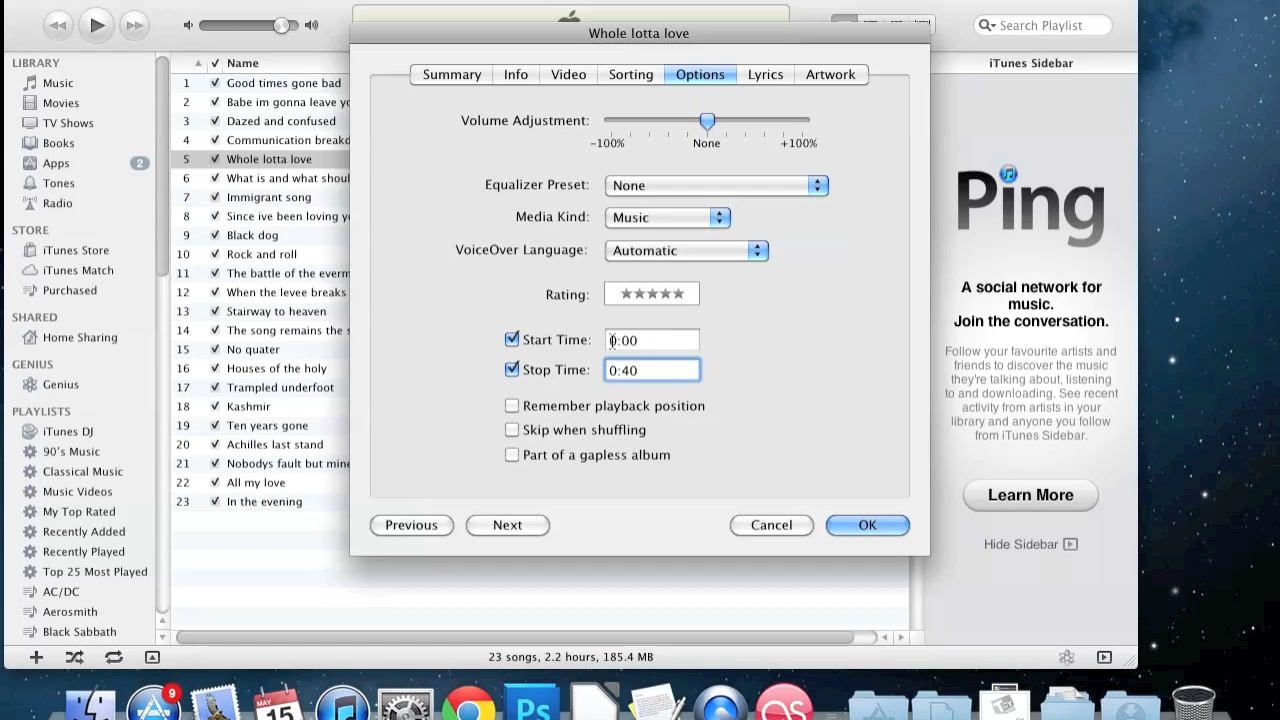 Whole lotta love
Search Playlist
Summary
Info
Video
Sorting
Options
Lyrics
Artwork
LIBRARY
Music
Movies
TV Shows
Books
Apps
2
Tones
Radio
STORE
iTunes Store
iTunes Match
Purchased
SHARED
Home Sharing
GENIUS
Genius
PLAYLISTS
iTunes DJ
90's Music
Classical Music
Music Videos
My Top Rated
Recently Added
Recently Played
Top 25 Most Played
AC/DC
Aerosmith
Black Sabbath
Name
1 Good times gone bad
2 Babe im gonna leave yo
3 Dazed and confused
4 Communication breakd
5 Whole lotta love
6 What is and what shoul
7 Immigrant song
8 Since ive been loving y
9 Black dog
10 Rock and roll
11 The battle of the everm
12 When the levee breaks
13 Stairway to heaven
14 The song remains the s
15 No quater
16 Houses of the holy
17 Trampled underfoot
18 Kashmir
19 Ten years gone
20 Achilles last stand
21 Nobodys fault but mine
22 All my love
23 In the evening
Volume Adjustment:
-100%
None
+100%
Equalizer Preset: None
Media Kind: Music
VoiceOver Language: Automatic
Rating:
Start Time: 0:00
Stop Time: 0:40
Remember playback position
Skip when shuffling
Part of a gapless album
Previous
Next
Cancel
OK
iTunes Sidebar
Ping
A social network for
music.
Join the conversation.
Follow your favourite artists and
friends to discover the music
they're talking about, listening
to and downloading. See recent
activity from artists in your
library and anyone you follow
from iTunes Sidebar.
Learn More
Hide Sidebar
23 songs, 2.2 hours, 185.4 MB
9
MAY
15
Ps